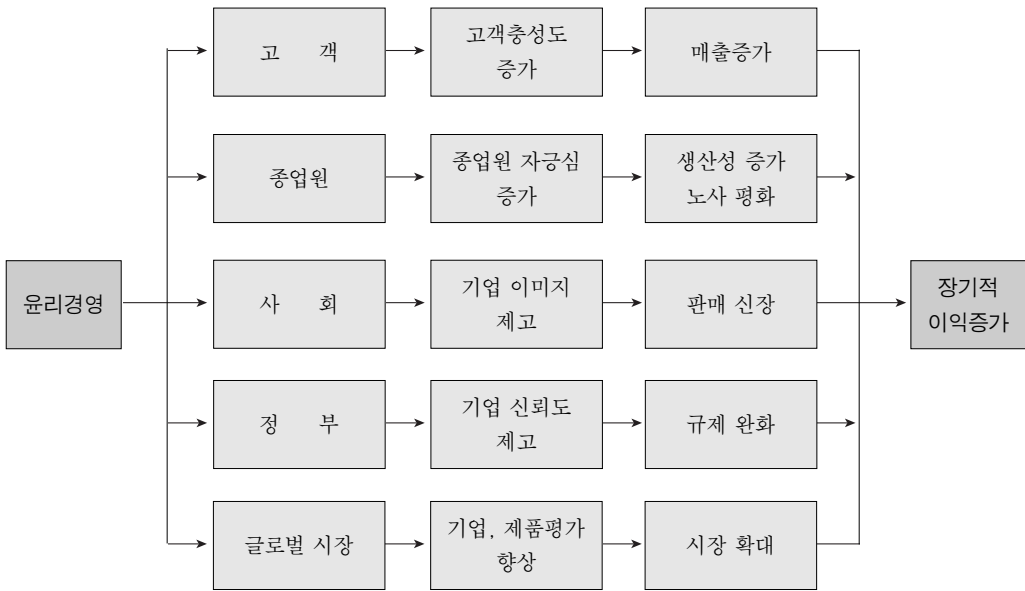 고 객
고객충성도
증가
매출증가
종업원
종업원 자긍심
증가
생산성 증가
노사 평화
윤리경영
사 회
기업 이미지
제고
판매 신장
장기적
이익증가
정 부
기업 신뢰도
제고
규제 완화
글로벌 시장
기업, 제품평가
향상
시장 확대